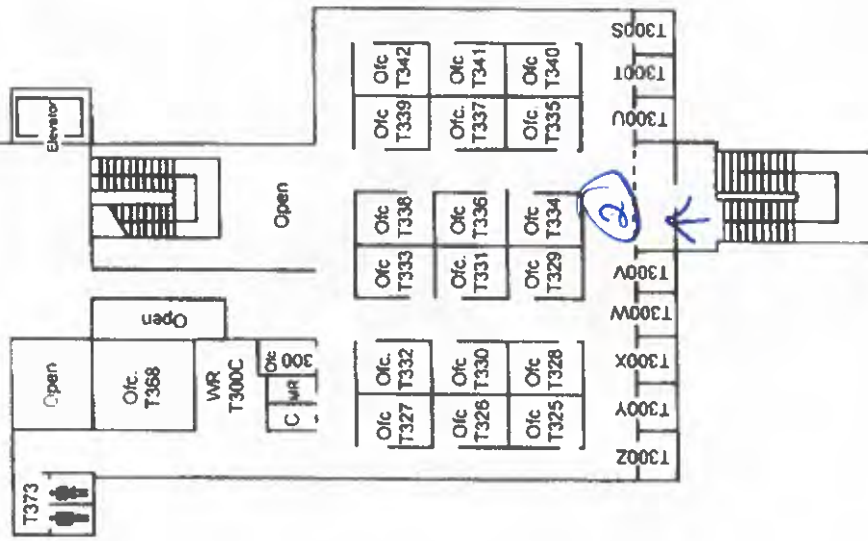 Elevator
Open
Open
Open
Ofc.
T368
WR
T300C
Ofc
300
MR
C
T373
Ofc
T342
Ofc
T341
Ofc
T340
Ofc.
T339
Ofc.
T337
Ofc.
T335
Ofc
T338
Ofc
T336
Ofc
T334
Ofc
T333
Ofc.
T331
Ofc
T329
Ofc.
T332
Ofc
T330
Ofc
T328
Ofc
T327
Ofc
T326
Ofc
T325
T300S
T300T
T300U
2
T300V
T300W
T300X
T300Y
T300Z